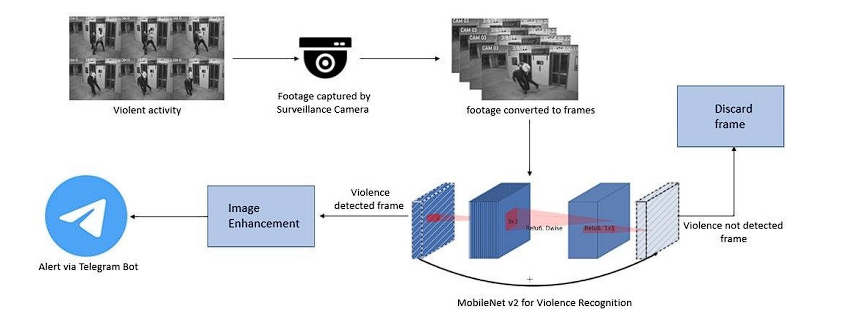 CAM 03
CAM 03
CAM 03
Violent activity
Footage captured by
Surveillance Camera
footage converted to frames
Discard
frame
Violence
detected frame
Image
Enhancement
3x3
Relu6, Dwise
Relu6, 1x1
Violence not detected
frame
Alert via Telegram Bot
MobileNet v2 for Violence Recognition